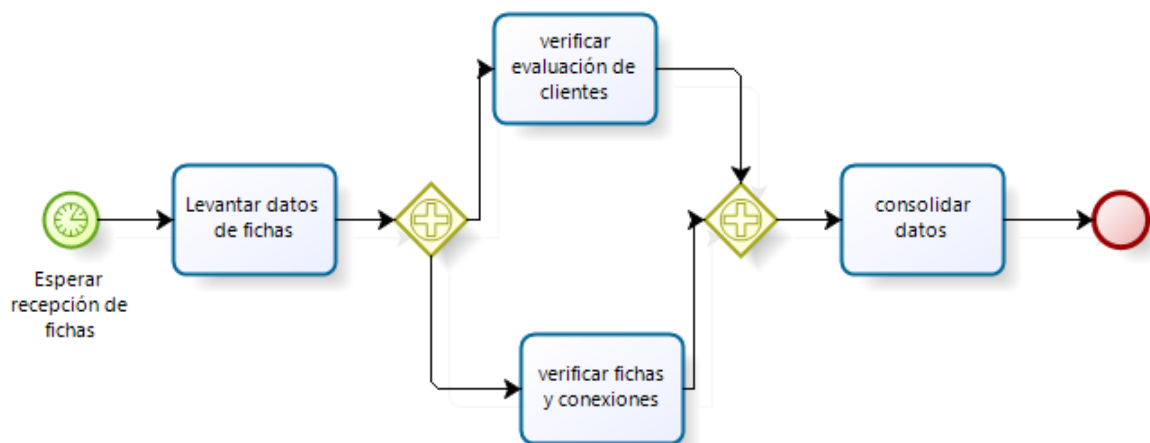 Esperar
recepción de
fichas
Levantar datos
de fichas
verificar
evaluación de
clientes
verificar fichas
y conexiones
consolidar
datos